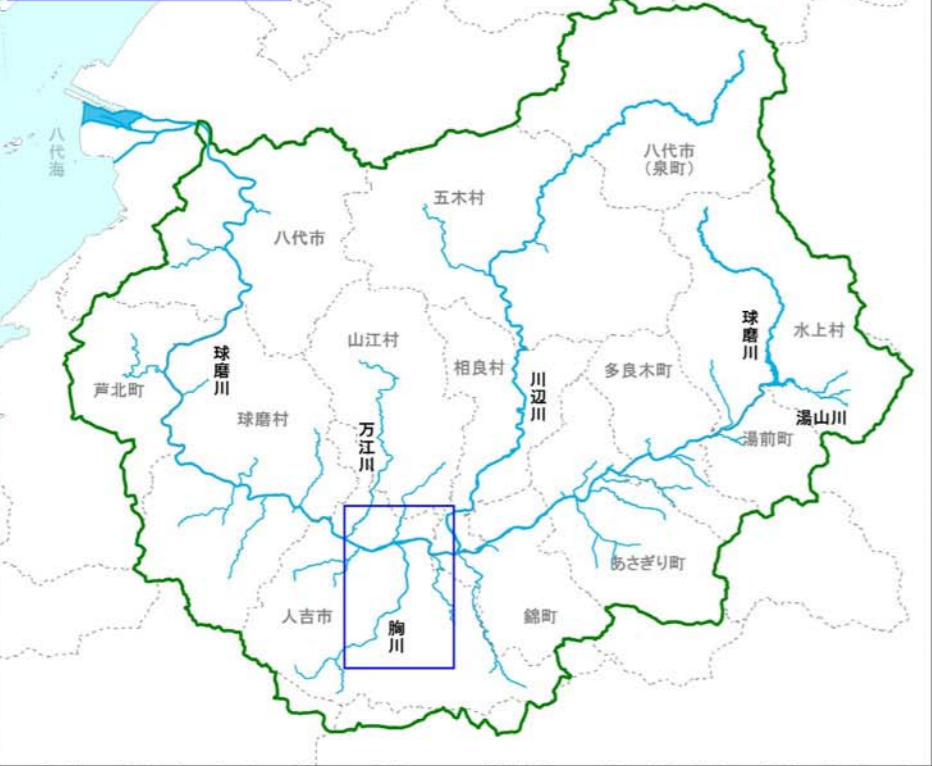 八代海
八代市
（泉町）
五木村
八代市
球磨川
水上村
山江村
球磨川
相良村
川辺川
多良木町
芦北町
球磨村
湯山川
万江川
湯前町
あさぎり町
人吉市
錦町
胸川